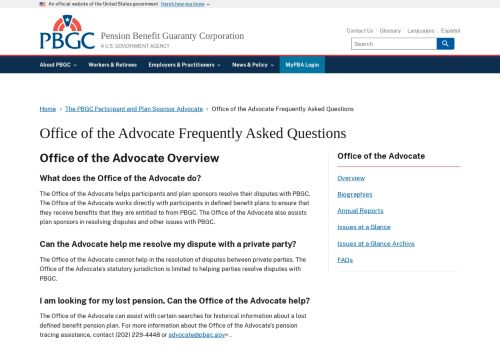 An official website of the United States government Here's how you know
PBGC
Pension Benefit Guaranty Corporation
A U.S. GOVERNMENT AGENCY
Contact Us Glossary Languages Español
Search
About PBGC Workers & Retirees Employers & Practitioners News & Policy MyPBA Login
Home › The PBGC Participant and Plan Sponsor Advocate › Office of the Advocate Frequently Asked Questions
Office of the Advocate Frequently Asked Questions
Office of the Advocate Overview
What does the Office of the Advocate do?
The Office of the Advocate helps participants and plan sponsors resolve their disputes with PBGC.
The Office of the Advocate works directly with participants in defined benefit plans to ensure that
they receive benefits that they are entitled to from PBGC. The Office of the Advocate also assists
plan sponsors in resolving disputes and other issues with PBGC.
Can the Advocate help me resolve my dispute with a private party?
The Office of the Advocate cannot help in the resolution of disputes between private parties. The
Office of the Advocate's statutory jurisdiction is limited to helping parties resolve disputes with
PBGC.
I am looking for my lost pension. Can the Office of the Advocate help?
The Office of the Advocate can assist with certain searches for historical information about a lost
defined benefit pension plan. For more information about the Office of the Advocate's pension
tracing assistance, contact (202) 229-4448 or advocate@pbgc.gov.
Office of the Advocate
Overview
Biographies
Annual Reports
Issues at a Glance
Issues at a Glance Archive
FAQs